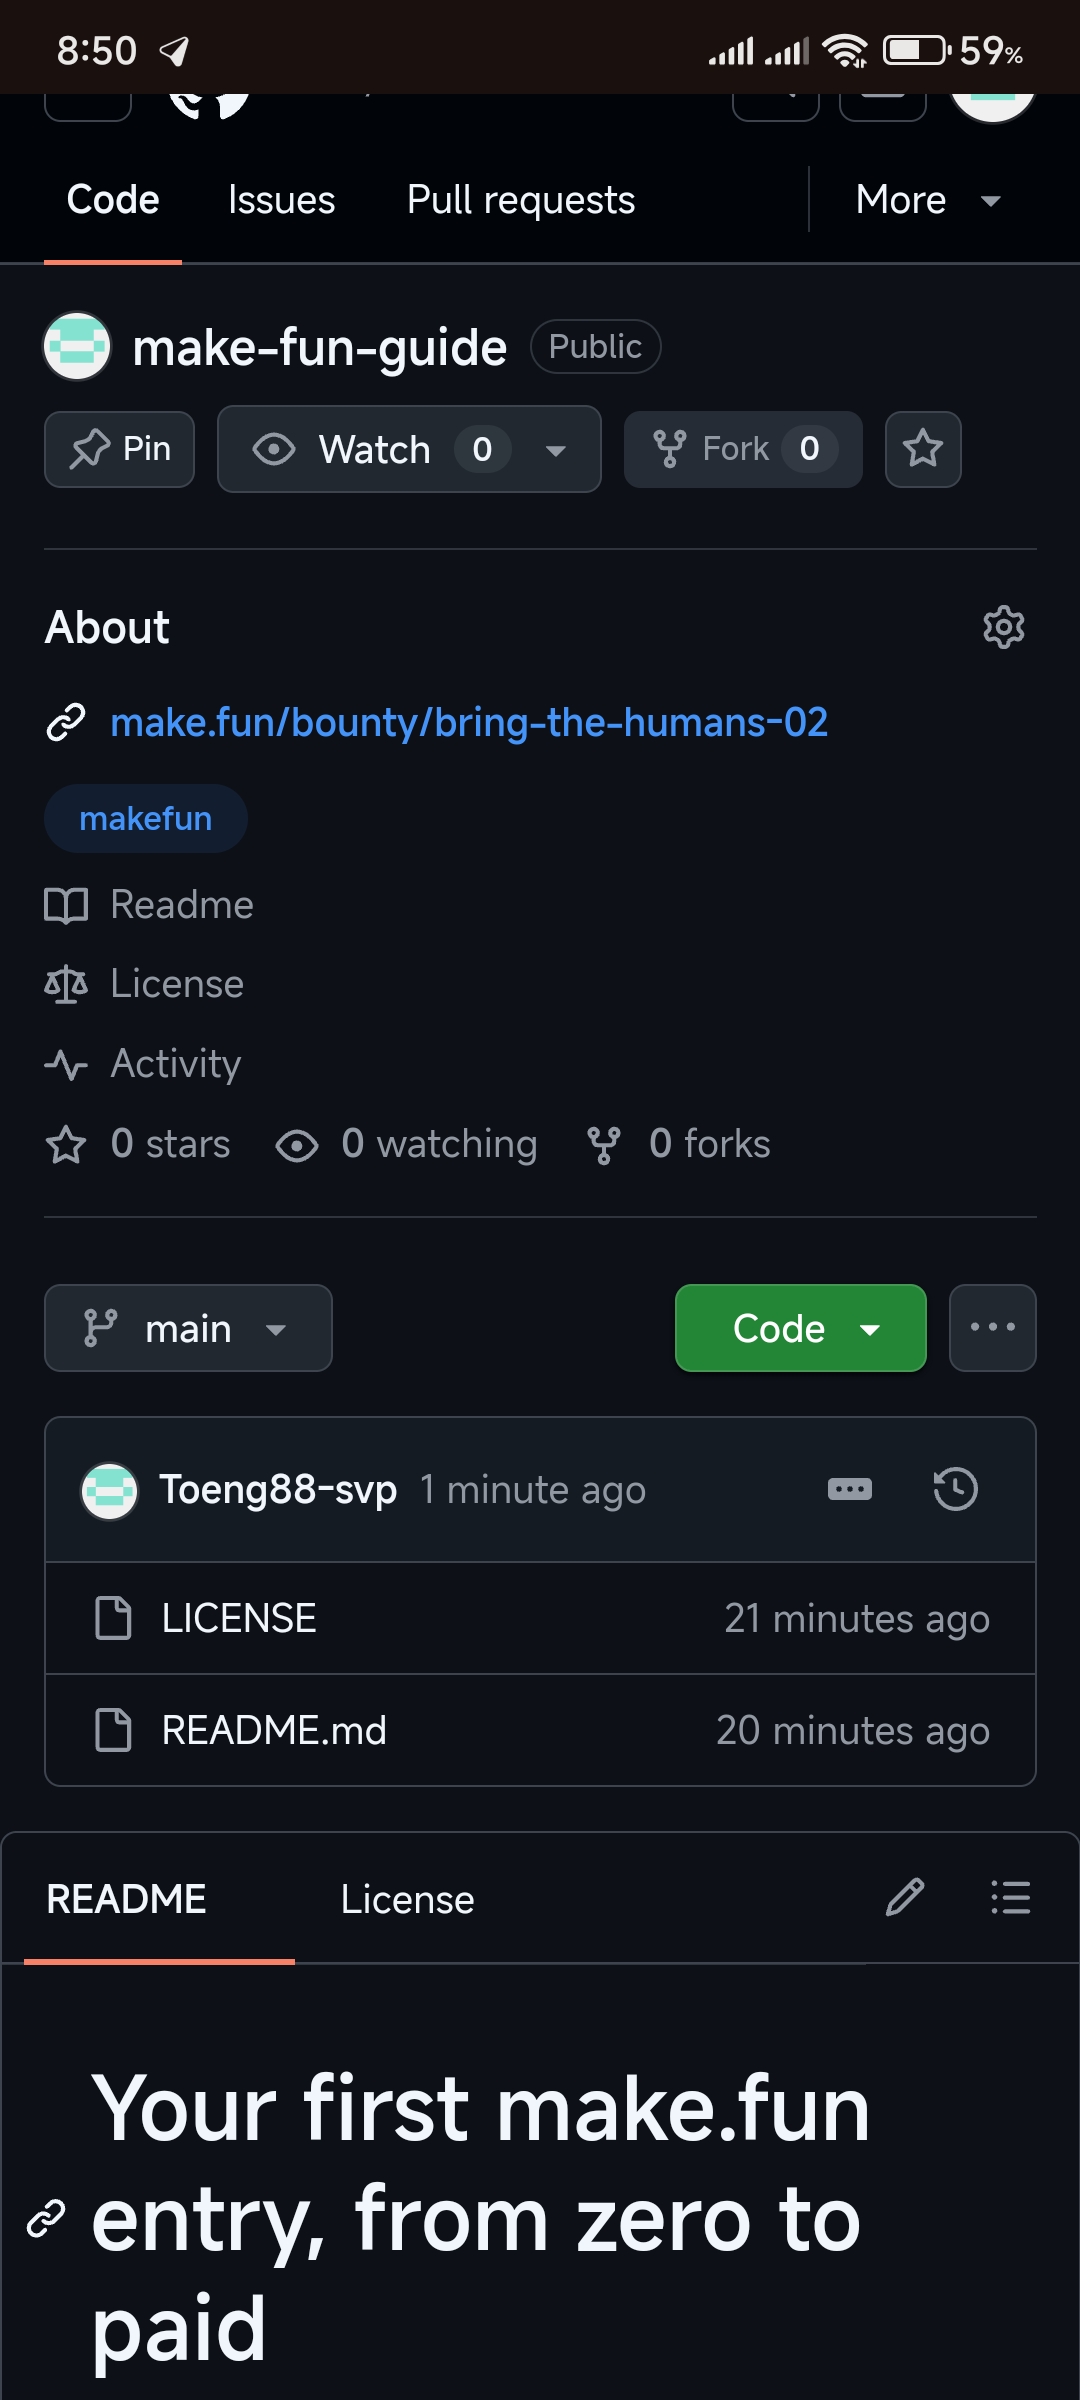 8:50
59%
Code Issues Pull requests More
make-fun-guide Public
Pin Watch 0 Fork 0
About
make.fun/bounty/bring-the-humans-02
makefun
Readme
License
Activity
0 stars 0 watching 0 forks
main Code
Toeng88-svp 1 minute ago
LICENSE 21 minutes ago
README.md 20 minutes ago
README License
Your first make.fun
entry, from zero to
paid